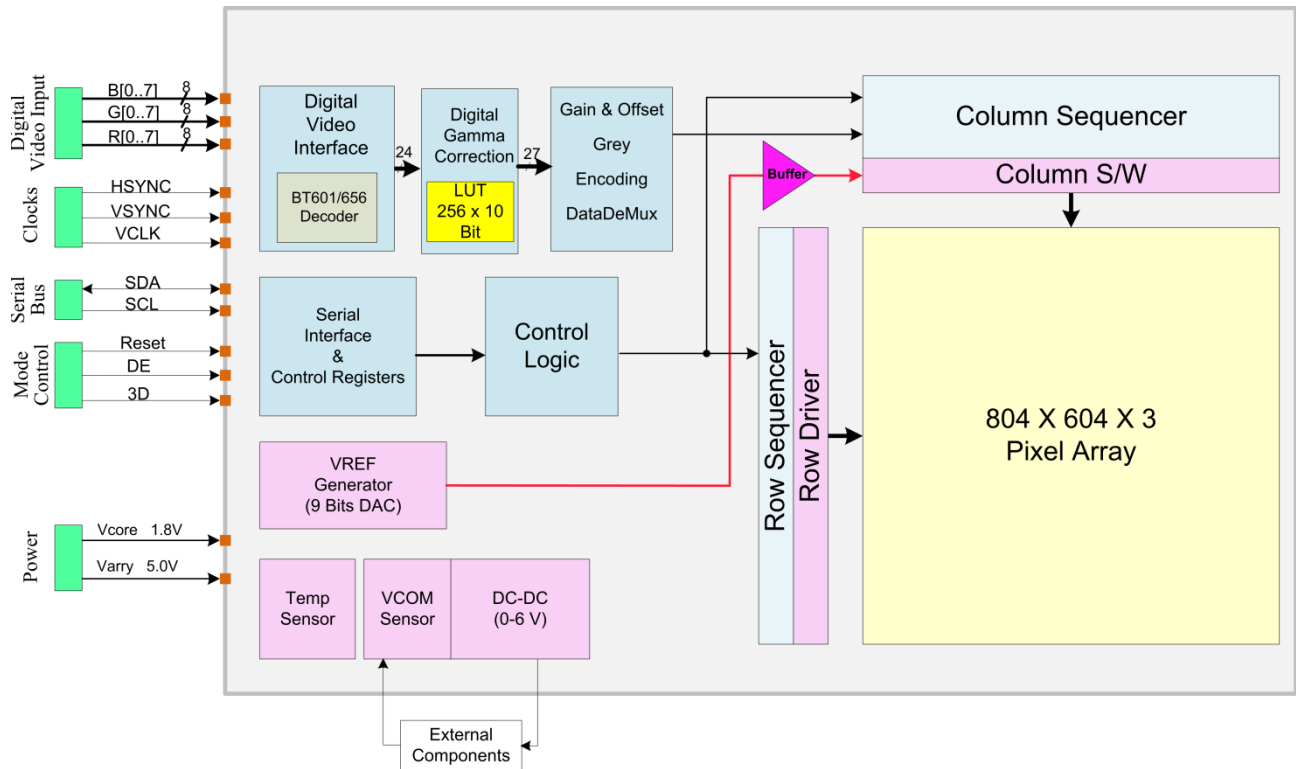 Digital
Video Input
B[0..7]
8
G[0..7]
8
R[0..7]
8
Clocks
HSYNC
VSYNC
VCLK
Serial
Bus
SDA
SCL
Mode
Control
Reset
DE
3D
Power
Vcore 1.8V
Varry 5.0V
Digital
Video
Interface
BT601/656
Decoder
24
Digital
Gamma
Correction
LUT
256 x 10
Bit
27
Gain & Offset
Grey
Encoding
DataDeMux
Buffer
Column Sequencer
Column S/W
Serial
Interface
&
Control Registers
Control
Logic
Row Sequencer
Row Driver
804 X 604 X 3
Pixel Array
VREF
Generator
(9 Bits DAC)
Temp
Sensor
VCOM
Sensor
DC-DC
(0-6 V)
External
Components